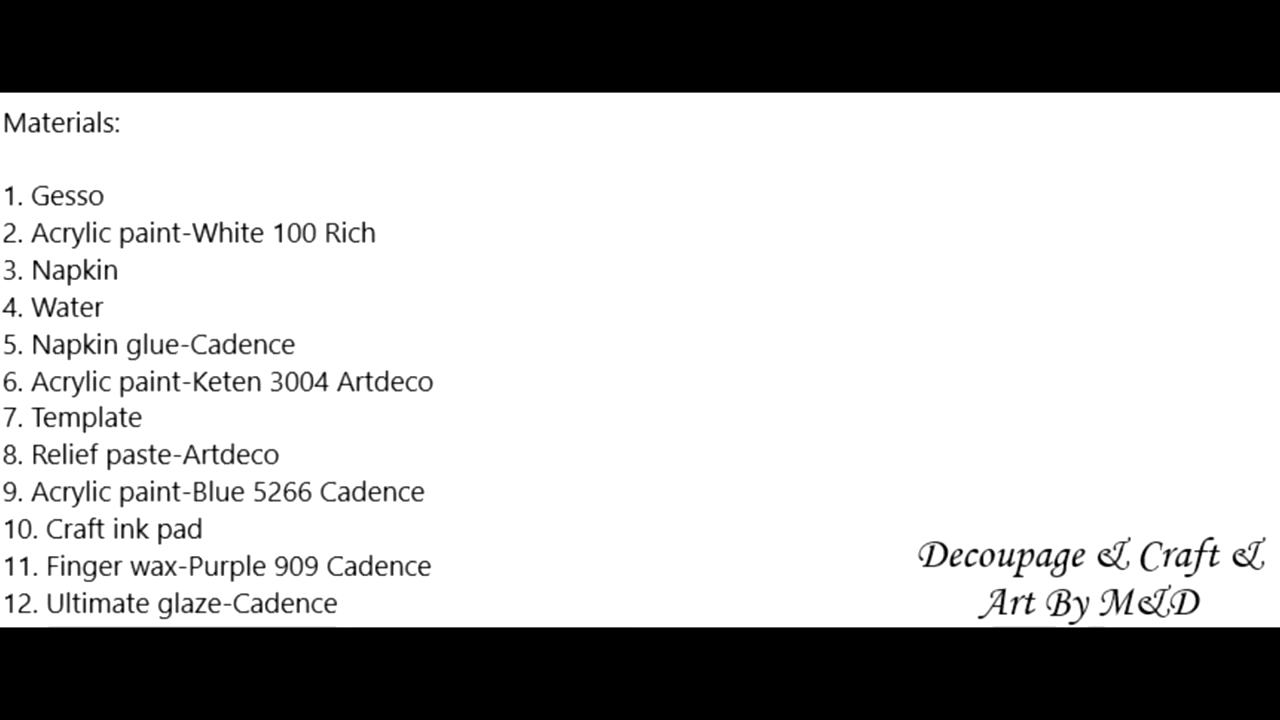 Materials:
1. Gesso
2. Acrylic paint-White 100 Rich
3. Napkin
4. Water
5. Napkin glue-Cadence
6. Acrylic paint-Keten 3004 Artdeco
7. Template
8. Relief paste-Artdeco
9. Acrylic paint-Blue 5266 Cadence
10. Craft ink pad
11. Finger wax-Purple 909 Cadence
12. Ultimate glaze-Cadence
Decoupage & Craft &
Art By M&D